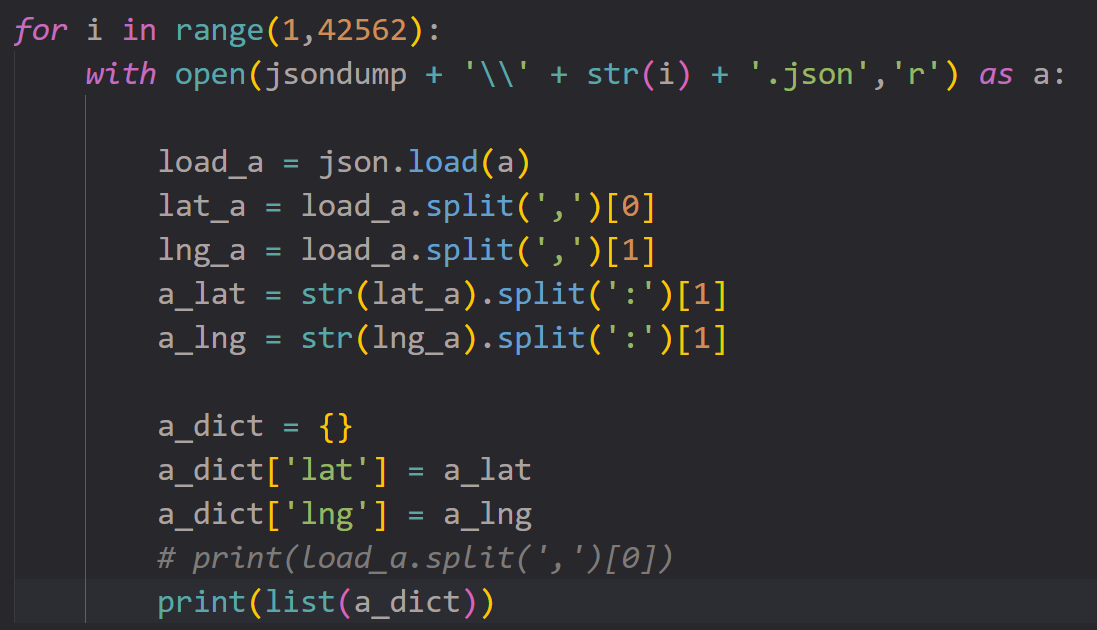 for i in range(1,42562):
    with open(jsondump + '\\' + str(i) + '.json','r') as a:
        load_a = json.load(a)
        lat_a = load_a.split(',')[0]
        lng_a = load_a.split(',')[1]
        a_lat = str(lat_a).split(':')[1]
        a_lng = str(lng_a).split(':')[1]
        a_dict = {}
        a_dict['lat'] = a_lat
        a_dict['lng'] = a_lng
        # print(load_a.split(',')[0])
        print(list(a_dict))